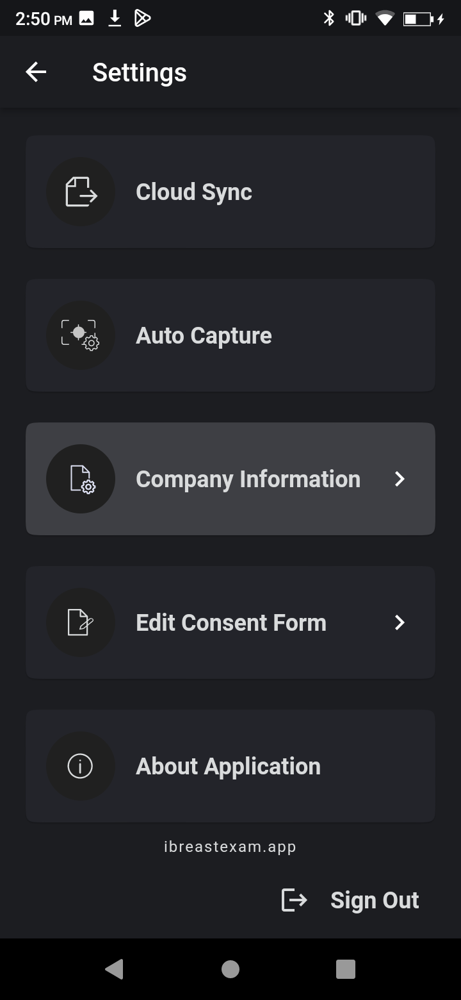 2:50 PM
Settings
Cloud Sync
Auto Capture
Company Information
Edit Consent Form
About Application
ibreastexam.app
Sign Out